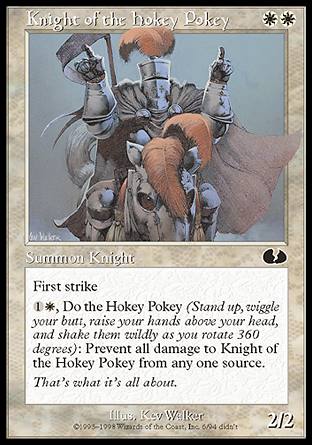 Knight of the Hokey Pokey
Kev Walker
Summon Knight
First strike
1, Do the Hokey Pokey (Stand up, wiggle
your butt, raise your hands above your head,
and shake them wildly as you rotate 360
degrees): Prevent all damage to Knight of
the Hokey Pokey from any one source.
That's what it's all about.
Illus. Kev Walker
2/2
©1993-1998 Wizards of the Coast, Inc. 6/94 didn't